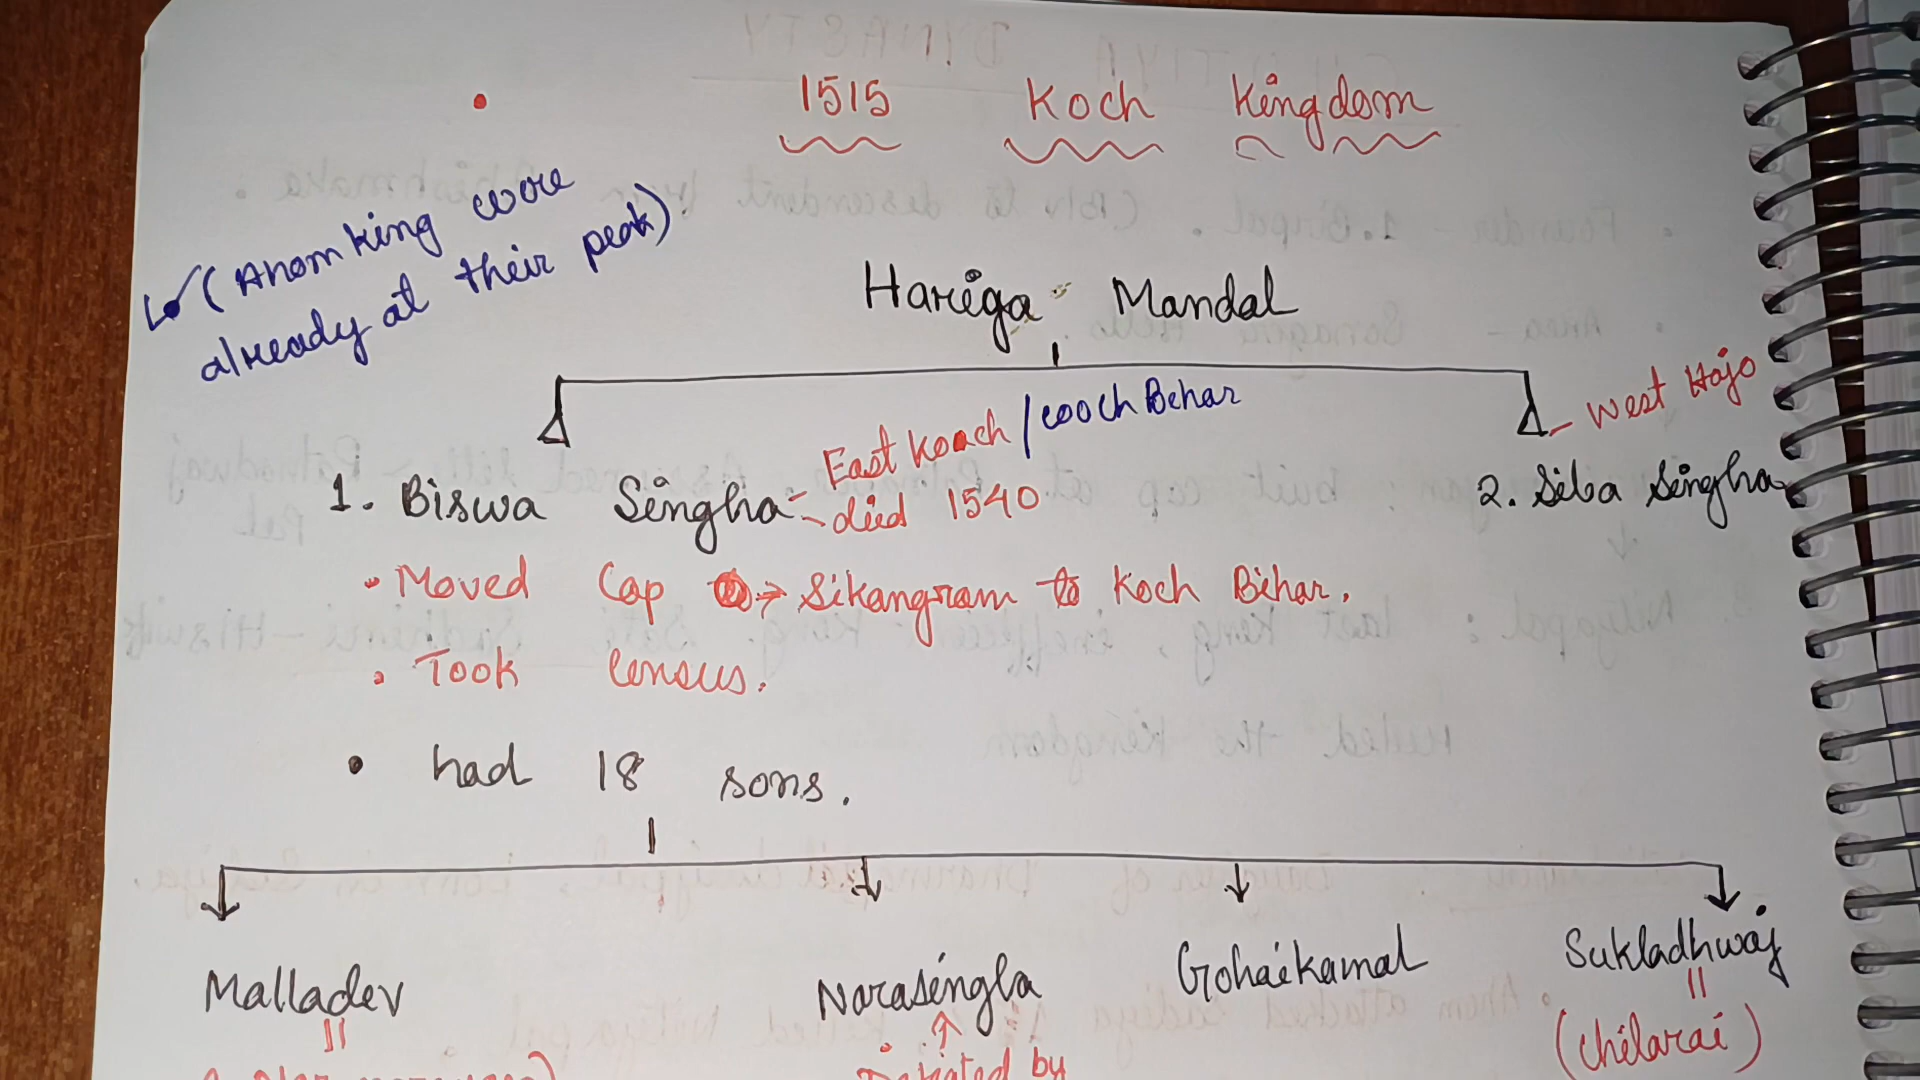 1515 Koch Kingdom
(Ahom king were
already at their peak)
Hariga Mandal
East Koach / cooch Behar
- West Hajo
1. Biswa Singha - died 1540
2. Siba Singha
• Moved Cap → Sikangram to Koch Bihar.
• Took Census.
• had 18 sons.
Malladev
Narasingha
Gohaikamal
Sukladhwaj
(chilarai)
Defeated by